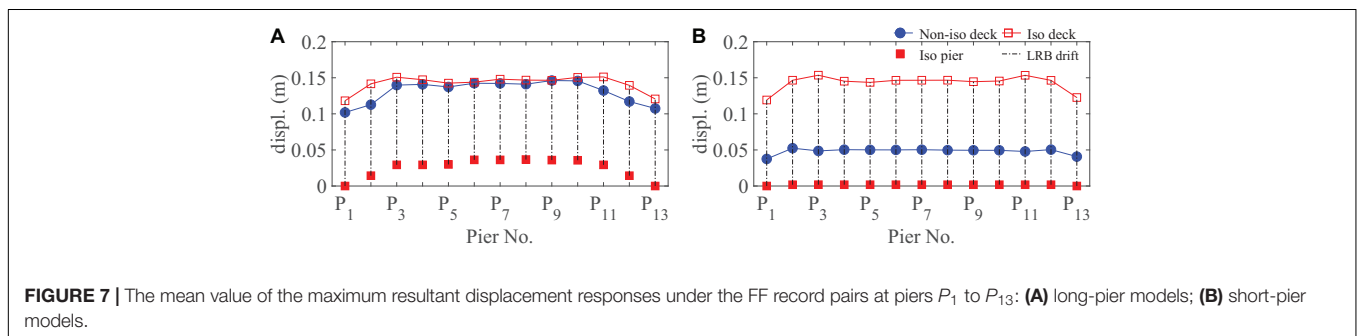 A
displ. (m)
0.2
0.15
0.1
0.05
0
P1 P3 P5 P7 P9 P11 P13
Pier No.
B
Non-iso deck
Iso deck
Iso pier
LRB drift
displ. (m)
0.2
0.15
0.1
0.05
0
P1 P3 P5 P7 P9 P11 P13
Pier No.
FIGURE 7 | The mean value of the maximum resultant displacement responses under the FF record pairs at piers P1 to P13: (A) long-pier models; (B) short-pier
models.